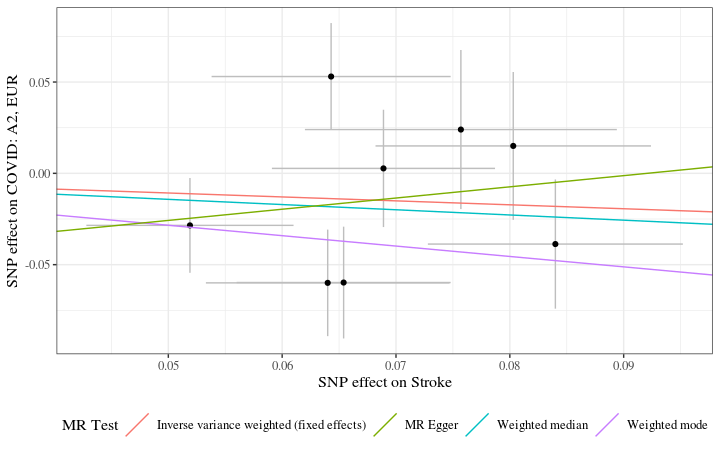 SNP effect on COVID: A2, EUR
0.05
0.00
-0.05
0.05 0.06 0.07 0.08 0.09
SNP effect on Stroke
MR Test Inverse variance weighted (fixed effects) MR Egger Weighted median Weighted mode